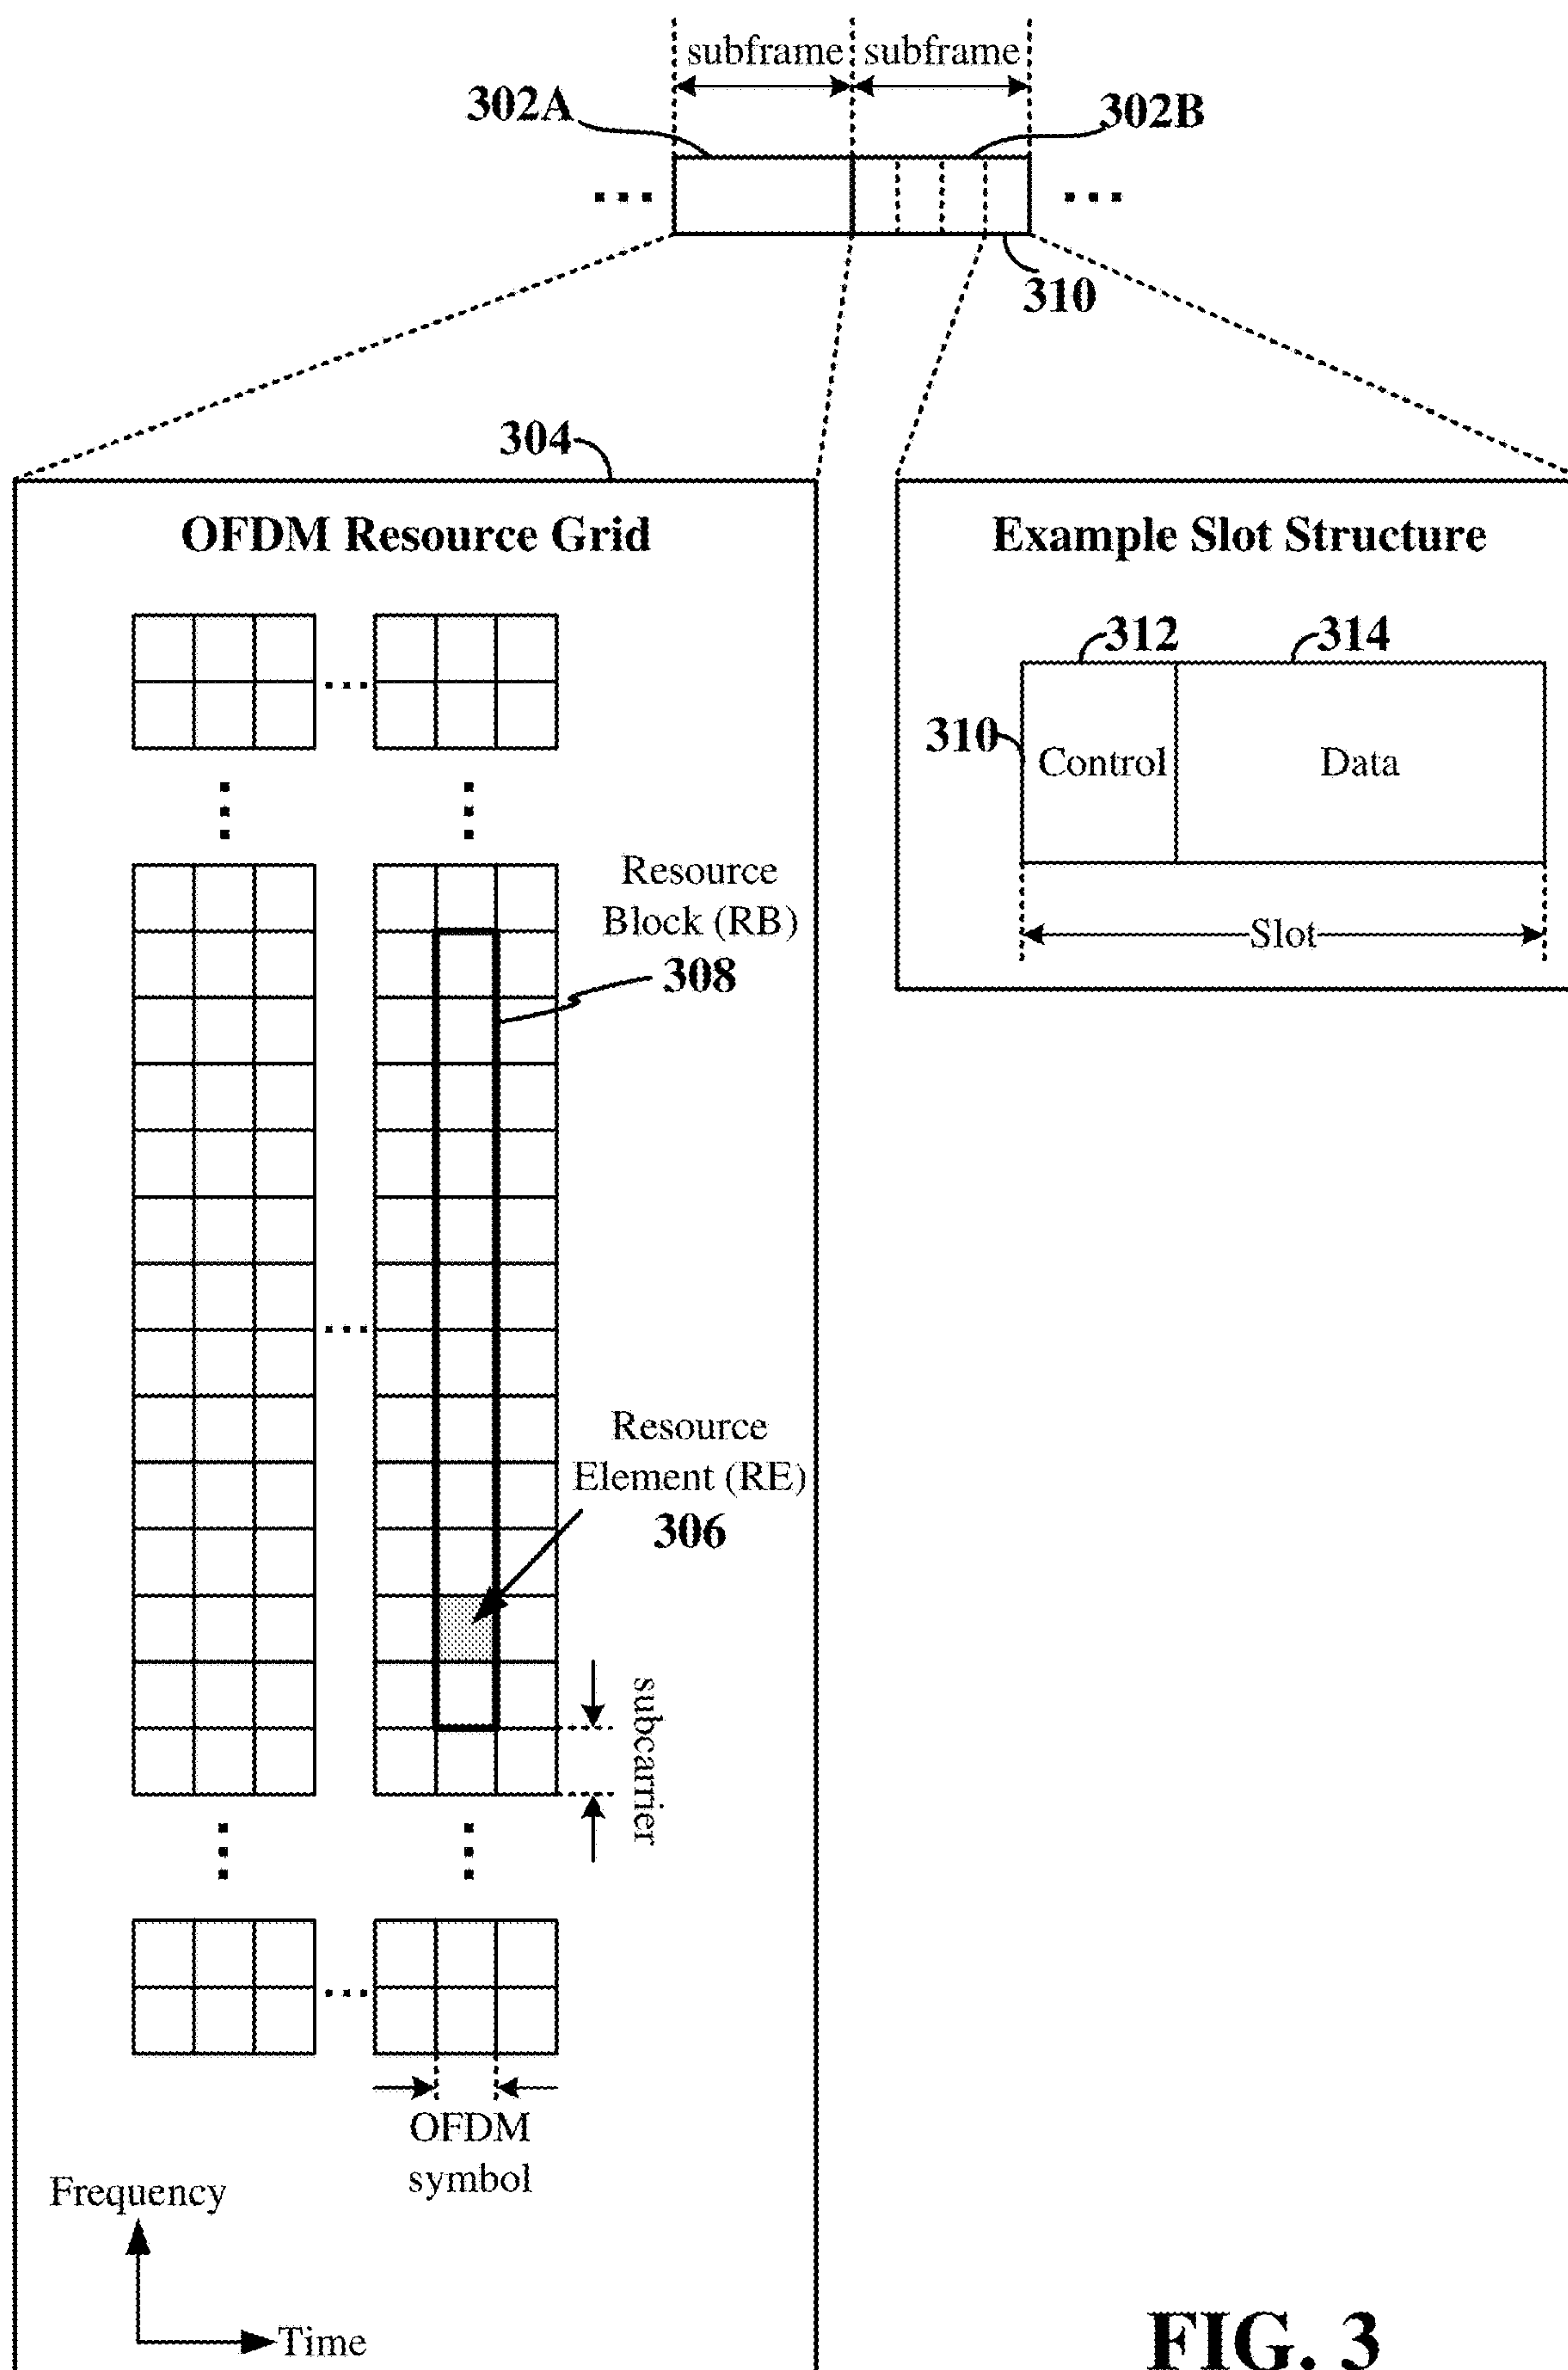 subframe subframe
302A
302B
310
304
OFDM Resource Grid
Resource
Block (RB)
308
Resource
Element (RE)
306
subcarrier
OFDM
symbol
Frequency
Time
Example Slot Structure
312
314
310
Control
Data
Slot
FIG. 3